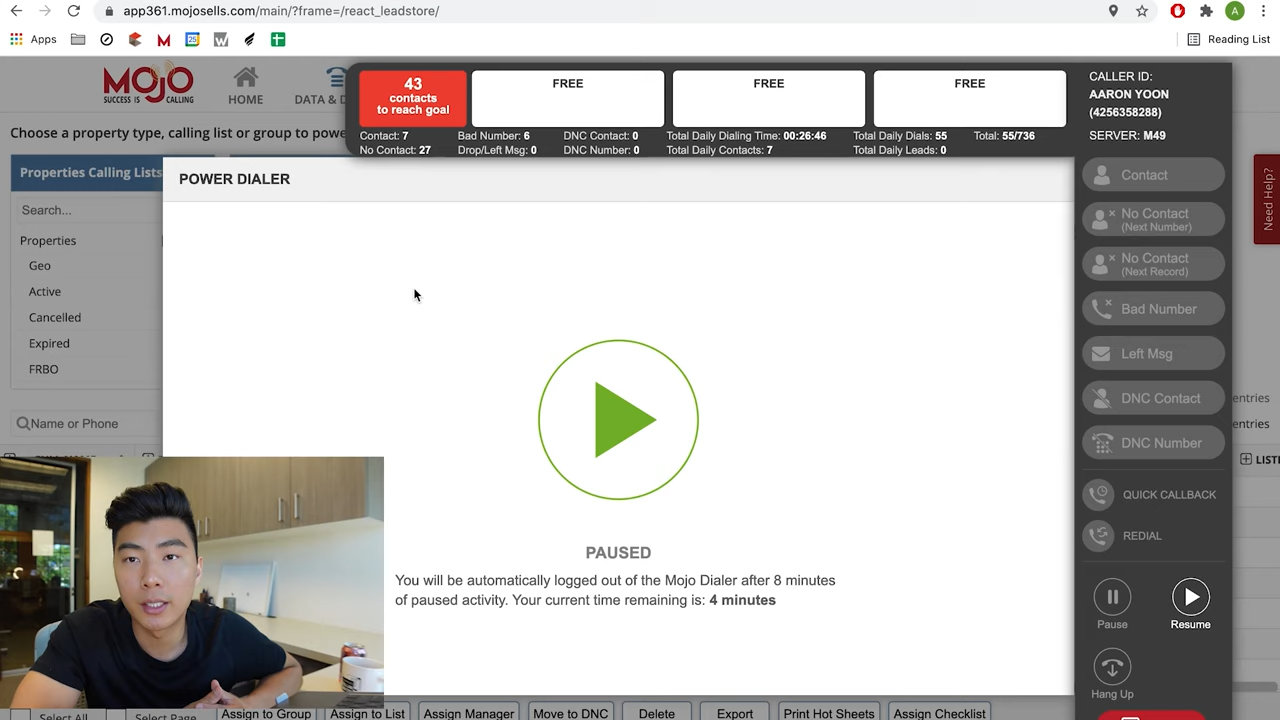 app361.mojosells.com/main/?frame=/react_leadstore/
A
Apps
25
Reading List
MOJO
SUCCESS IS CALLING
HOME
DATA & D
43
contacts
to reach goal
FREE
FREE
FREE
Contact: 7
Bad Number: 6
DNC Contact: 0
Total Daily Dialing Time: 00:26:46
Total Daily Dials: 55
Total: 55/736
No Contact: 27
Drop/Left Msg: 0
DNC Number: 0
Total Daily Contacts: 7
Total Daily Leads: 0
CALLER ID:
AARON YOON
(4256358288)
SERVER: M49
Choose a property type, calling list or group to powe
Properties Calling Lists
Search...
Properties
Geo
Active
Cancelled
Expired
FRBO
Name or Phone
POWER DIALER
PAUSED
You will be automatically logged out of the Mojo Dialer after 8 minutes
of paused activity. Your current time remaining is: 4 minutes
Contact
No Contact
(Next Number)
No Contact
(Next Record)
Bad Number
Left Msg
DNC Contact
DNC Number
QUICK CALLBACK
REDIAL
Pause
Resume
Hang Up
Need Help?
entries
entries
LISTI
Select All
Select Page
Assign to Group
Assign to List
Assign Manager
Move to DNC
Delete
Export
Print Hot Sheets
Assign Checklist